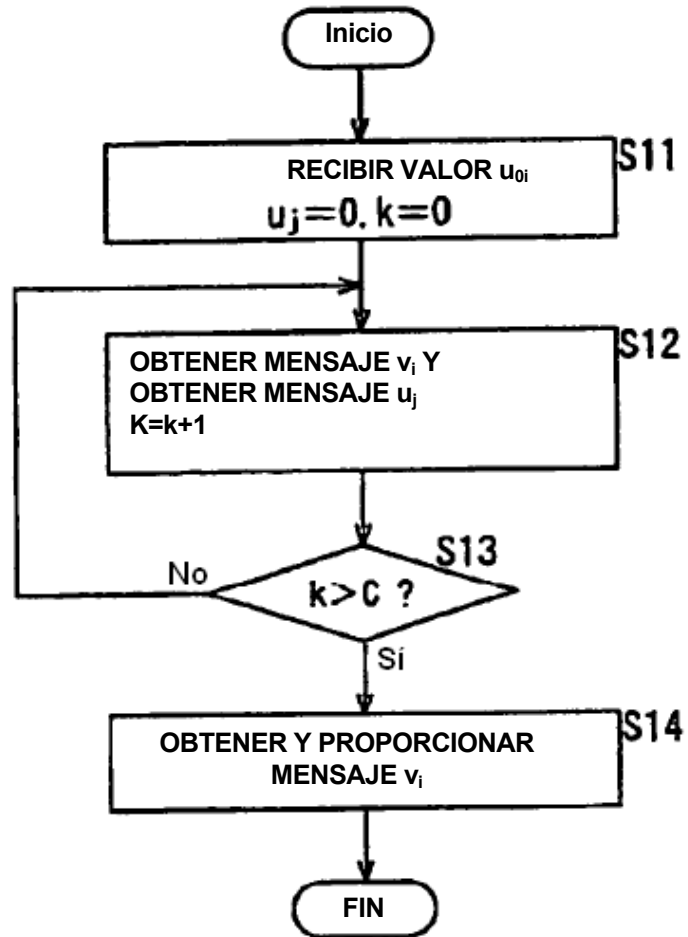 Inicio
S11
RECIBIR VALOR u₀ᵢ
uⱼ=0, k=0
S12
OBTENER MENSAJE vᵢ Y
OBTENER MENSAJE uⱼ
K=k+1
S13
No
k>C ?
Sí
S14
OBTENER Y PROPORCIONAR
MENSAJE vᵢ
FIN